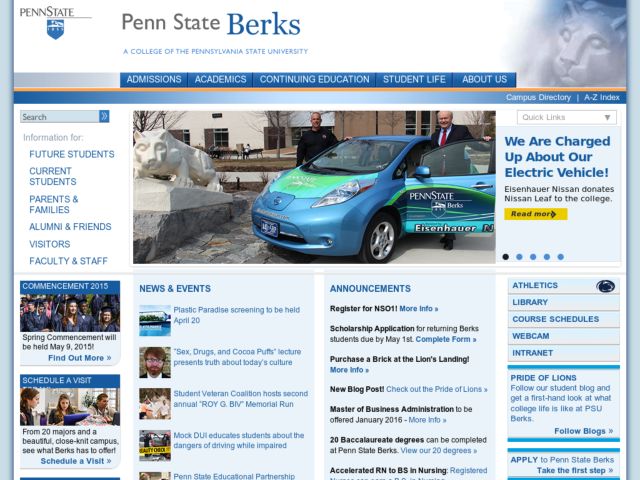 PENNSTATE
1855
Penn State Berks
A COLLEGE OF THE PENNSYLVANIA STATE UNIVERSITY
ADMISSIONS
ACADEMICS
CONTINUING EDUCATION
STUDENT LIFE
ABOUT US
Campus Directory | A-Z Index
Search
Quick Links
Information for:
FUTURE STUDENTS
CURRENT
STUDENTS
PARENTS &
FAMILIES
ALUMNI & FRIENDS
VISITORS
FACULTY & STAFF
PENNSTATE
Berks
Eisenhauer N
We Are Charged
Up About Our
Electric Vehicle!
Eisenhauer Nissan donates
Nissan Leaf to the college.
Read more
COMMENCEMENT 2015
Spring Commencement will
be held May 9, 2015!
Find Out More »
SCHEDULE A VISIT
From 20 majors and a
beautiful, close-knit campus,
see what Berks has to offer!
Schedule a Visit »
NEWS & EVENTS
Plastic Paradise screening to be held
April 20
"Sex, Drugs, and Cocoa Puffs" lecture
presents truth about today's culture
Student Veteran Coalition hosts second
annual "ROY G. BIV" Memorial Run
Mock DUI educates students about the
dangers of driving while impaired
Penn State Educational Partnership
ANNOUNCEMENTS
Register for NSO1! More Info »
Scholarship Application for returning Berks
students due by May 1st. Complete Form »
Purchase a Brick at the Lion's Landing!
More Info »
New Blog Post! Check out the Pride of Lions »
Master of Business Administration to be
offered January 2016 - More Info »
20 Baccalaureate degrees can be completed
at Penn State Berks. View our 20 degrees »
Accelerated RN to BS in Nursing: Registered
ATHLETICS
LIBRARY
COURSE SCHEDULES
WEBCAM
INTRANET
PRIDE OF LIONS
Follow our student blog and
get a first-hand look at what
college life is like at PSU
Berks.
Follow Blogs »
APPLY to Penn State Berks
Take the first step »